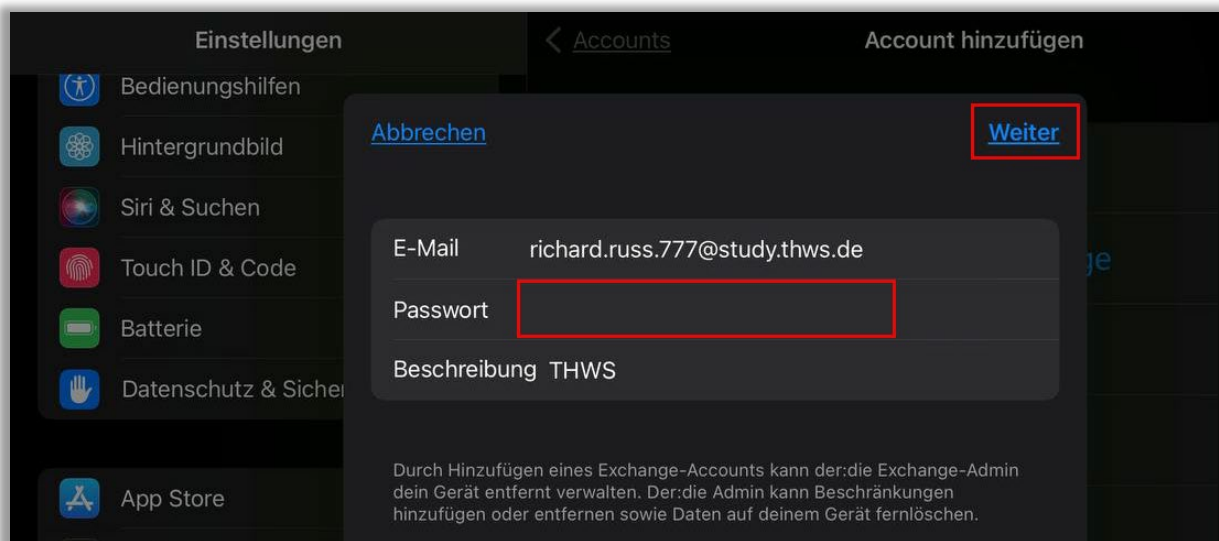 Einstellungen
Accounts
Account hinzufügen
Bedienungshilfen
Hintergrundbild
Siri & Suchen
Touch ID & Code
Batterie
Datenschutz & Sicher
App Store
Abbrechen
Weiter
E-Mail richard.russ.777@study.thws.de
Passwort
Beschreibung THWS
ge
Durch Hinzufügen eines Exchange-Accounts kann der:die Exchange-Admin
dein Gerät entfernt verwalten. Der:die Admin kann Beschränkungen
hinzufügen oder entfernen sowie Daten auf deinem Gerät fernlöschen.